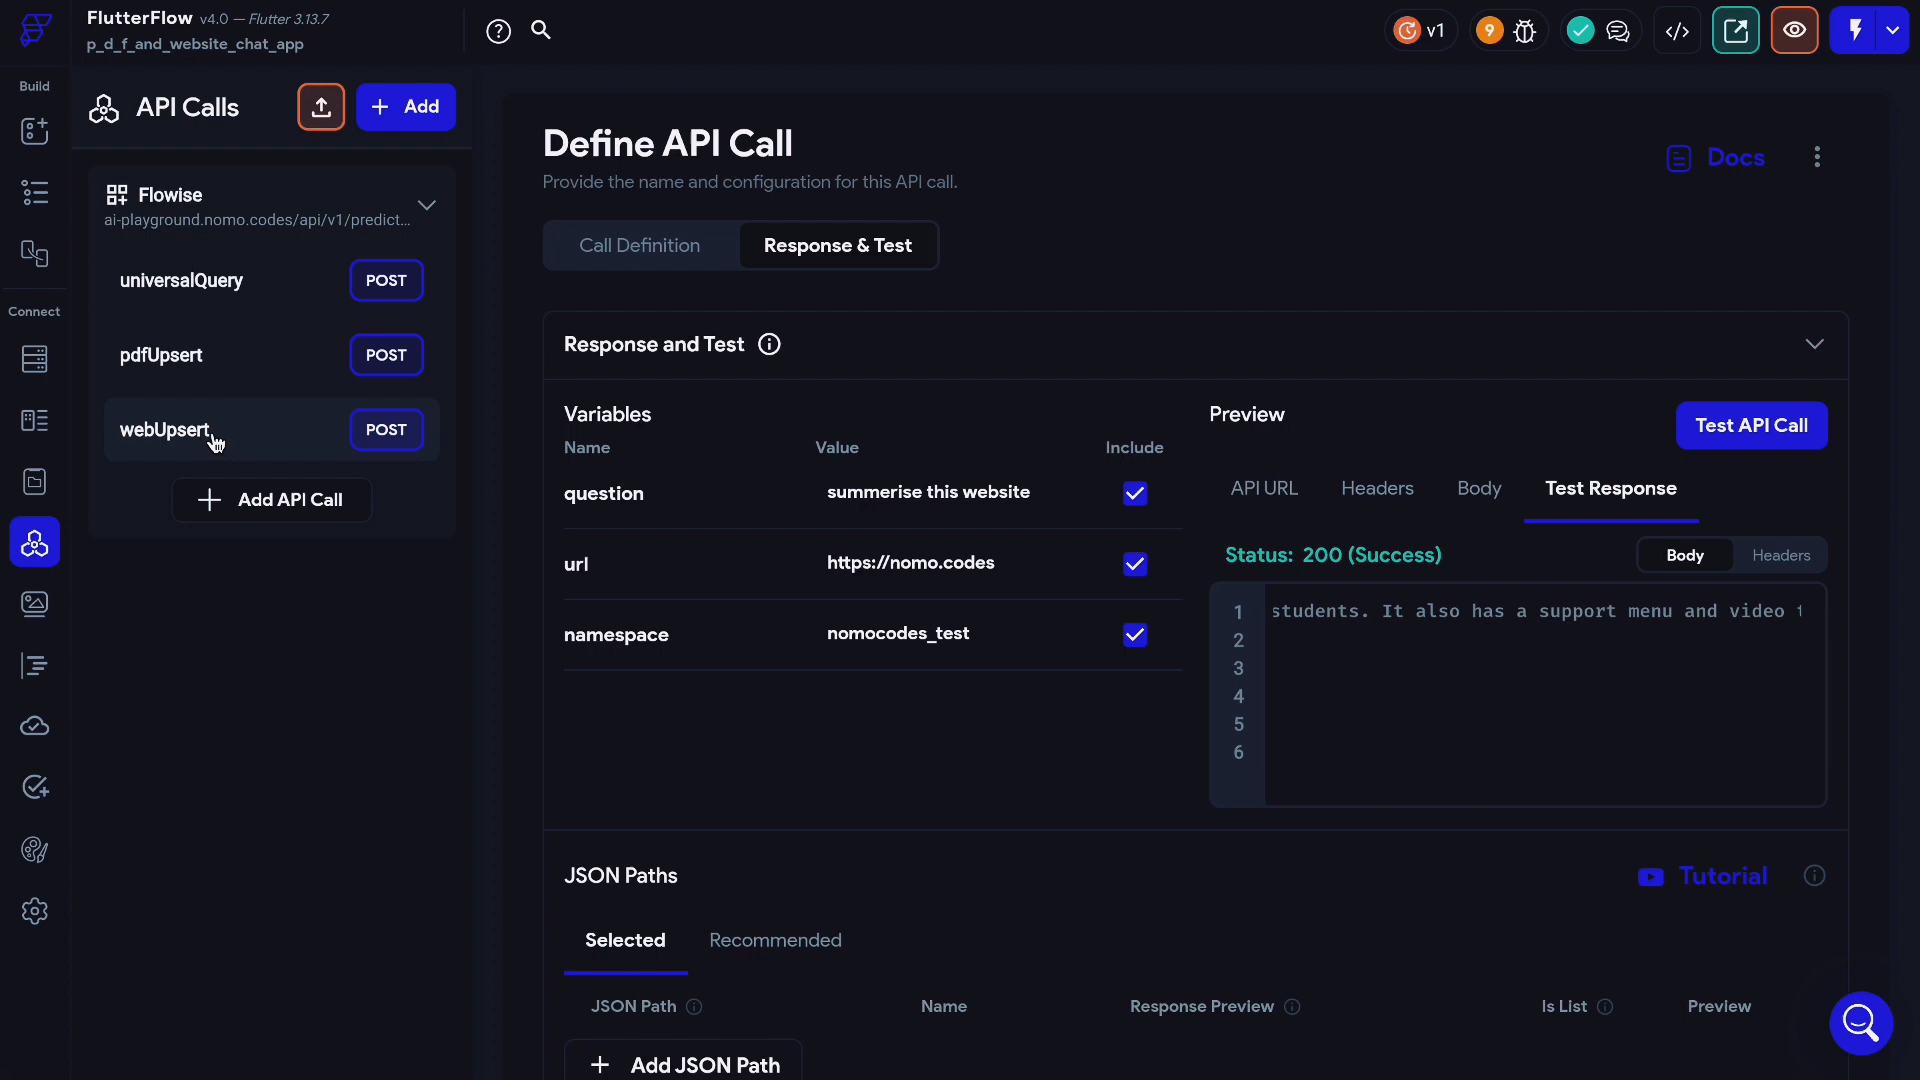 FlutterFlow v4.0 — Flutter 3.13.7
p_d_f_and_website_chat_app
v1
9
Build
Connect
API Calls
Add
Flowise
ai-playground.nomo.codes/api/v1/predict...
universalQuery POST
pdfUpsert POST
webUpsert POST
Add API Call
Define API Call
Provide the name and configuration for this API call.
Docs
Call Definition Response & Test
Response and Test
Variables
Name Value Include
question summerise this website
url https://nomo.codes
namespace nomocodes_test
Preview
Test API Call
API URL Headers Body Test Response
Status: 200 (Success)
Body Headers
1 students. It also has a support menu and video
2
3
4
5
6
JSON Paths
Tutorial
Selected Recommended
JSON Path Name Response Preview Is List Preview
Add JSON Path